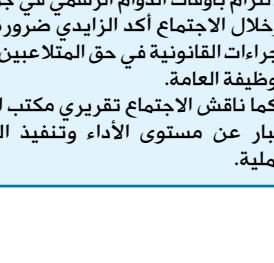 بأوقات الدوام الرسمي في
خلال الاجتماع أكد الزايدي ضرورة
القانونية في حق المتلاعبين
كما ناقش الاجتماع تقريري مكتب
عن مستوى الأداء وتنفيذ